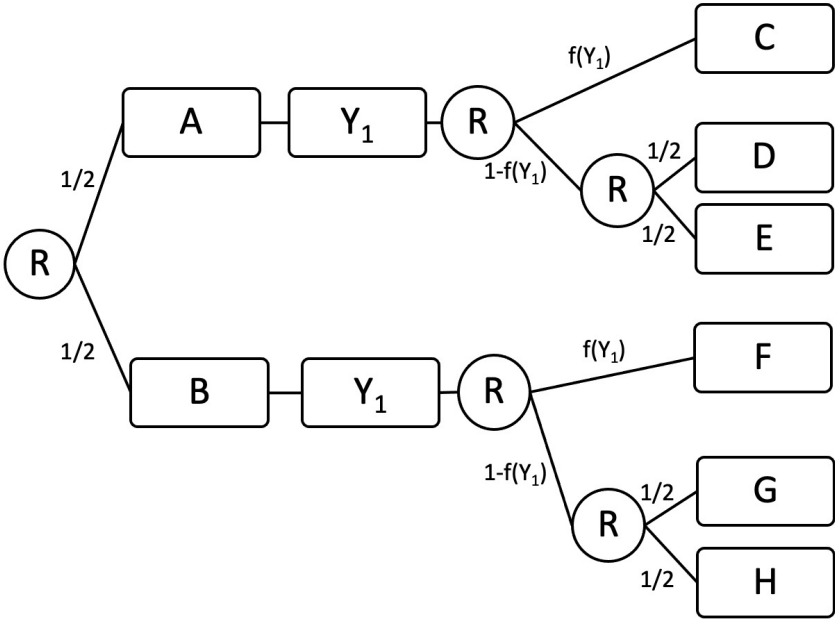 C
f(Y₁)
A
Y₁
R
1/2
D
1-f(Y₁)
R
1/2
1/2
E
R
1/2
f(Y₁)
F
B
Y₁
R
1-f(Y₁)
1/2
G
R
1/2
H